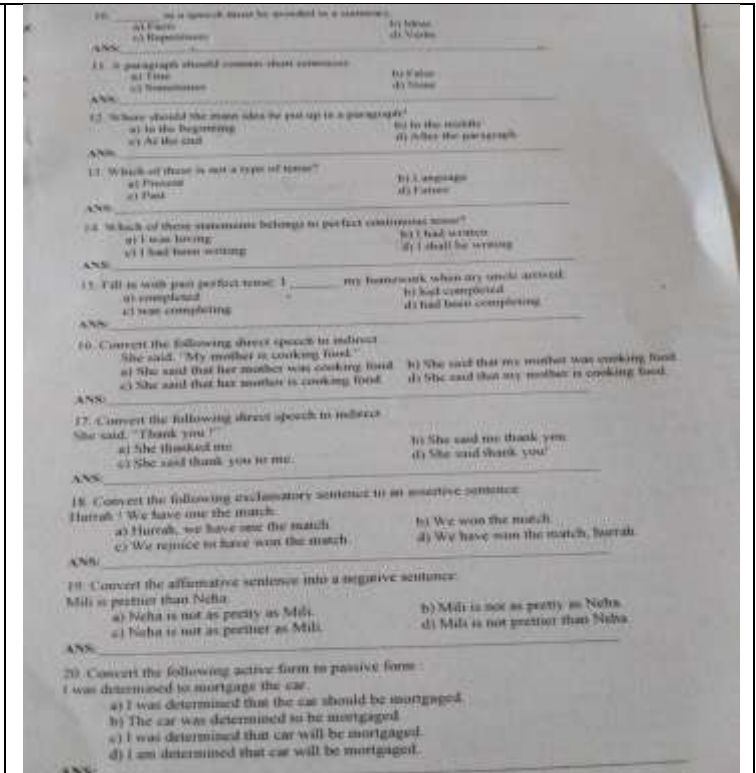 10. ________ in a speech must be avoided in a summary.
a) Facts b) Ideas
c) Repetitions d) Verbs
ANS:
11. A paragraph should contain short sentences
a) True b) False
c) Sometimes d) None
ANS:
12. Where should the main idea be put up in a paragraph?
a) In the beginning b) In the middle
c) At the end d) After the paragraph
ANS:
13. Which of these is not a type of tense?
a) Present b) Language
c) Past d) Future
ANS:
14. Which of these statements belongs to perfect continuous tense?
a) I was loving b) I had written
c) I had been writing d) I shall be writing
ANS:
15. Fill in with past perfect tense: I ______ my homework when my uncle arrived.
a) completed b) had completed
c) was completing d) had been completing
ANS:
16. Convert the following direct speech to indirect
She said, "My mother is cooking food."
a) She said that her mother was cooking food b) She said that my mother was cooking food
c) She said that her mother is cooking food d) She said that my mother is cooking food.
ANS:
17. Convert the following direct speech to indirect
She said, "Thank you !"
a) She thanked me b) She said me thank you
c) She said thank you to me. d) She said thank you!
ANS:
18. Convert the following exclamatory sentence to an assertive sentence
Hurrah ! We have one the match.
a) Hurrah, we have one the match. b) We won the match
c) We rejoice to have won the match. d) We have won the match, hurrah.
ANS:
19. Convert the affirmative sentence into a negative sentence:
Mili is prettier than Neha.
a) Neha is not as pretty as Mili. b) Mili is not as pretty as Neha.
c) Neha is not as prettier as Mili. d) Mili is not prettier than Neha
ANS:
20. Convert the following active form to passive form :
I was determined to mortgage the car.
a) I was determined that the car should be mortgaged.
b) The car was determined to be mortgaged.
c) I was determined that car will be mortgaged.
d) I am determined that car will be mortgaged.
ANS: